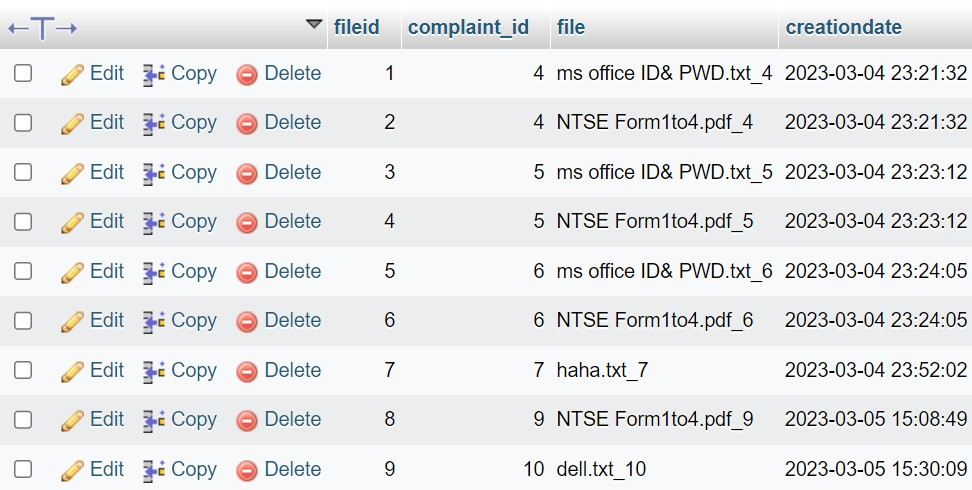 fileid complaint_id file creationdate
Edit Copy Delete 1 4 ms office ID& PWD.txt_4 2023-03-04 23:21:32
Edit Copy Delete 2 4 NTSE Form1to4.pdf_4 2023-03-04 23:21:32
Edit Copy Delete 3 5 ms office ID& PWD.txt_5 2023-03-04 23:23:12
Edit Copy Delete 4 5 NTSE Form1to4.pdf_5 2023-03-04 23:23:12
Edit Copy Delete 5 6 ms office ID& PWD.txt_6 2023-03-04 23:24:05
Edit Copy Delete 6 6 NTSE Form1to4.pdf_6 2023-03-04 23:24:05
Edit Copy Delete 7 7 haha.txt_7 2023-03-04 23:52:02
Edit Copy Delete 8 9 NTSE Form1to4.pdf_9 2023-03-05 15:08:49
Edit Copy Delete 9 10 dell.txt_10 2023-03-05 15:30:09